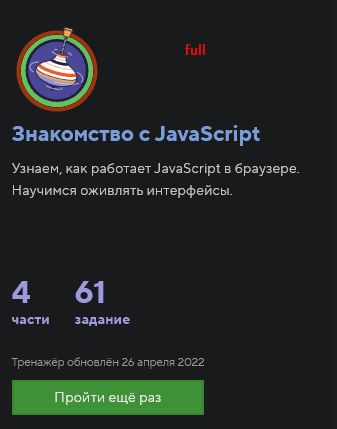 full
Знакомство с JavaScript
Узнаем, как работает JavaScript в браузере.
Научимся оживлять интерфейсы.
4 61
части задание
Тренажёр обновлён 26 апреля 2022
Пройти ещё раз